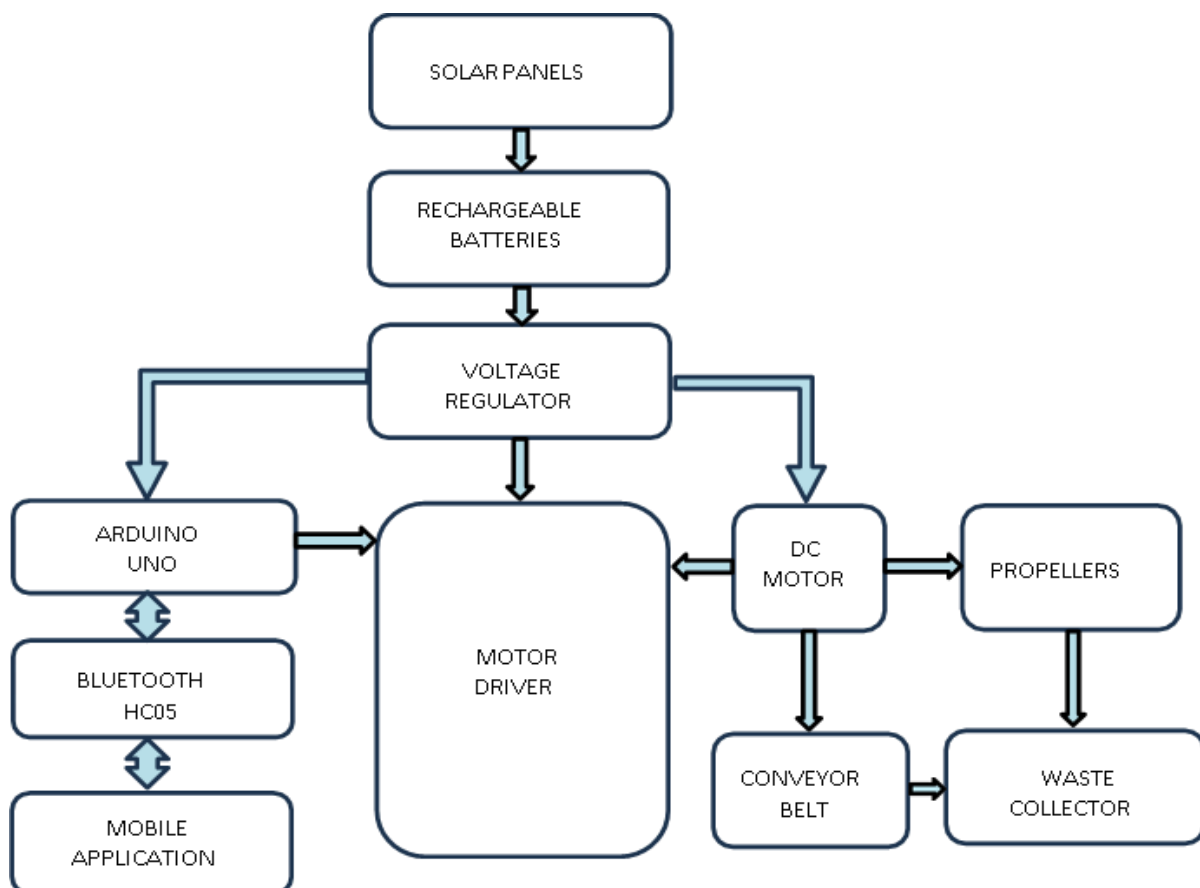 SOLAR PANELS
RECHARGEABLE
BATTERIES
VOLTAGE
REGULATOR
ARDUINO
UNO
DC
MOTOR
PROPELLERS
MOTOR
DRIVER
BLUETOOTH
HC05
CONVEYOR
BELT
WASTE
COLLECTOR
MOBILE
APPLICATION